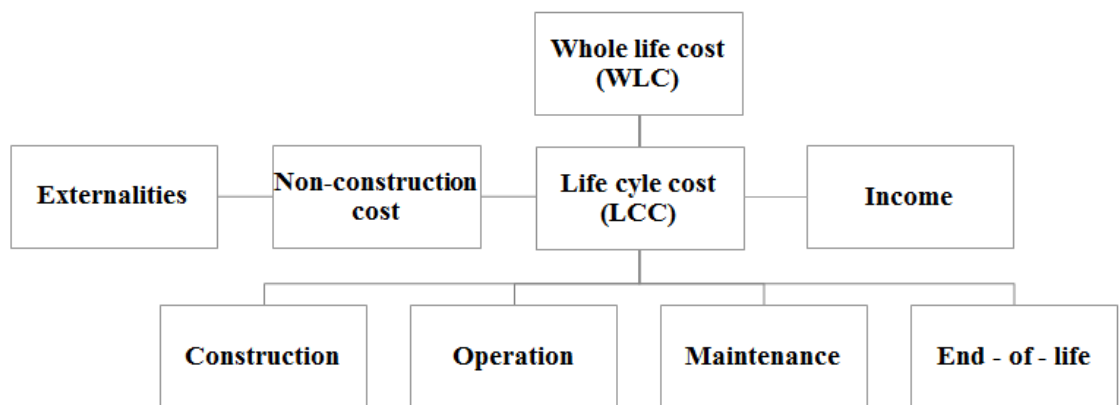 Whole life cost
(WLC)
Externalities
Non-construction
cost
Life cyle cost
(LCC)
Income
Construction
Operation
Maintenance
End - of - life